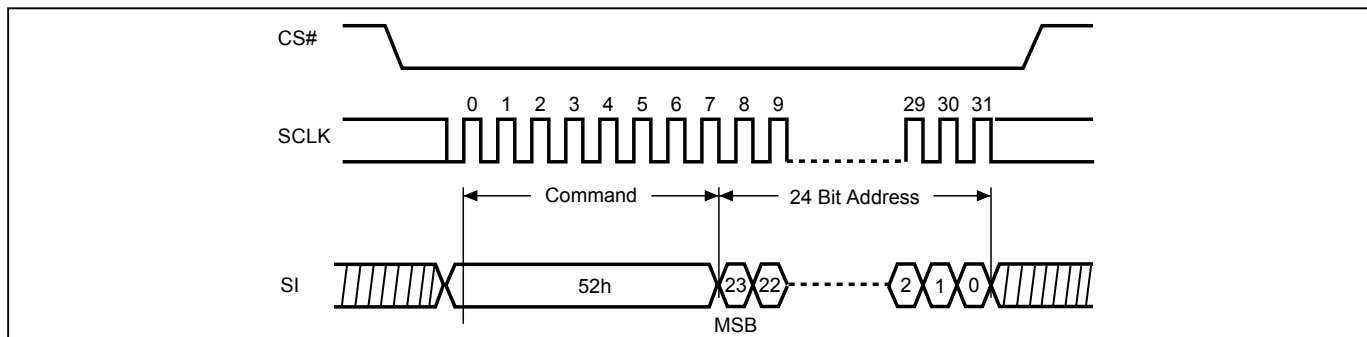 CS#
0 1 2 3 4 5 6 7 8 9 29 30 31
SCLK
Command 24 Bit Address
SI 52h 23 22 2 1 0
MSB